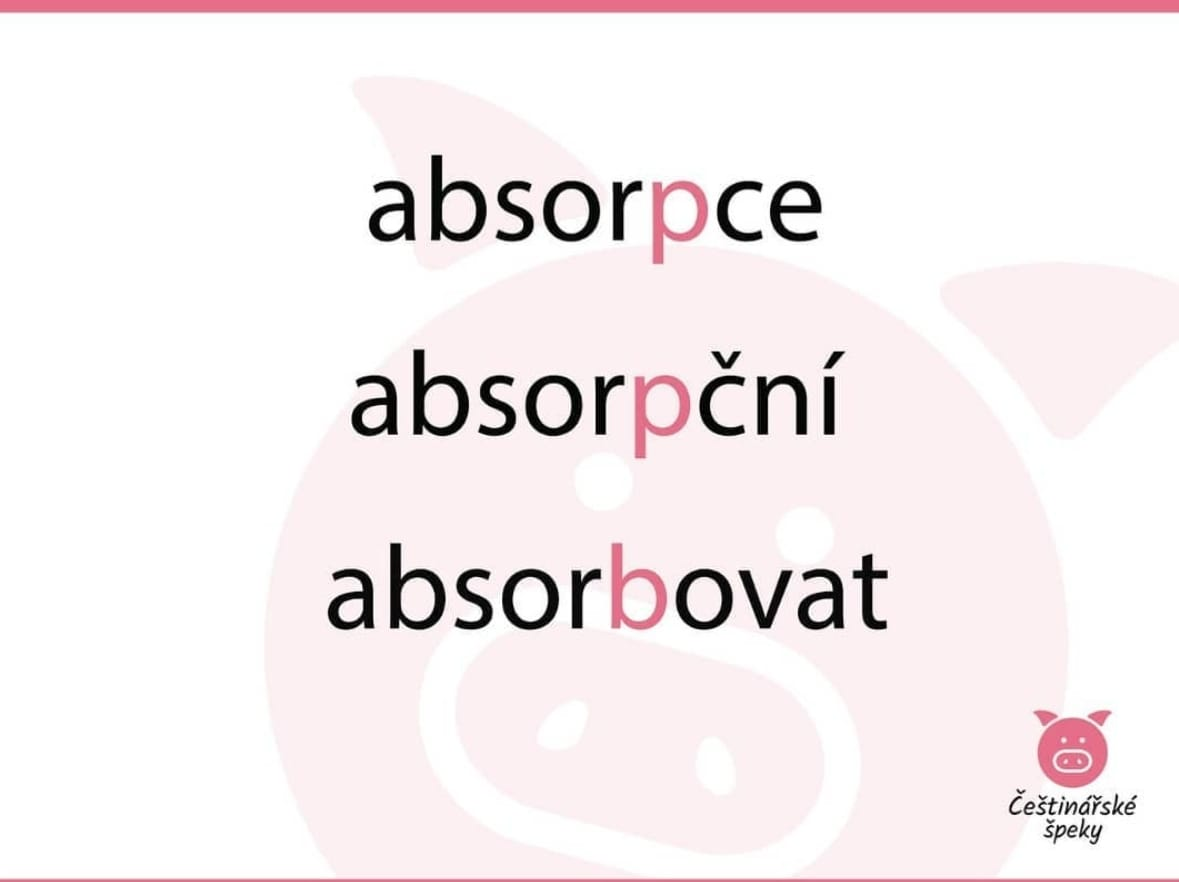 absorpce
absorpční
absorbovat
Češtinářské
špeky